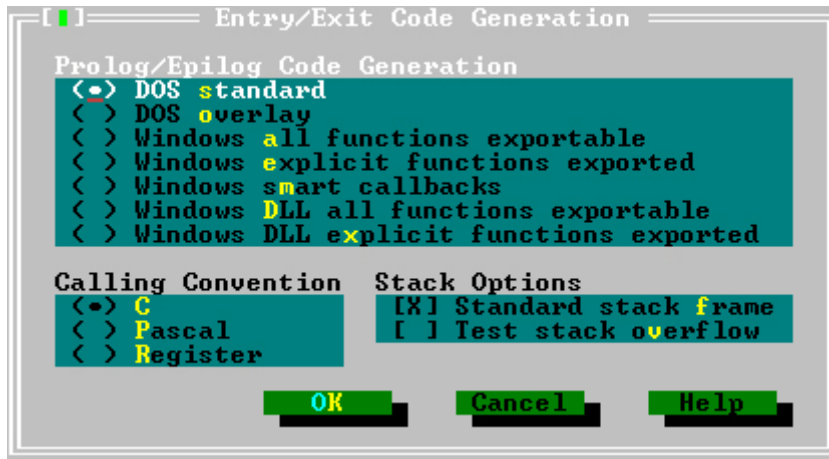 Entry/Exit Code Generation
Prolog/Epilog Code Generation
(•) DOS standard
( ) DOS overlay
( ) Windows all functions exportable
( ) Windows explicit functions exported
( ) Windows smart callbacks
( ) Windows DLL all functions exportable
( ) Windows DLL explicit functions exported
Calling Convention
(•) C
( ) Pascal
( ) Register
Stack Options
[X] Standard stack frame
[ ] Test stack overflow
OK Cancel Help